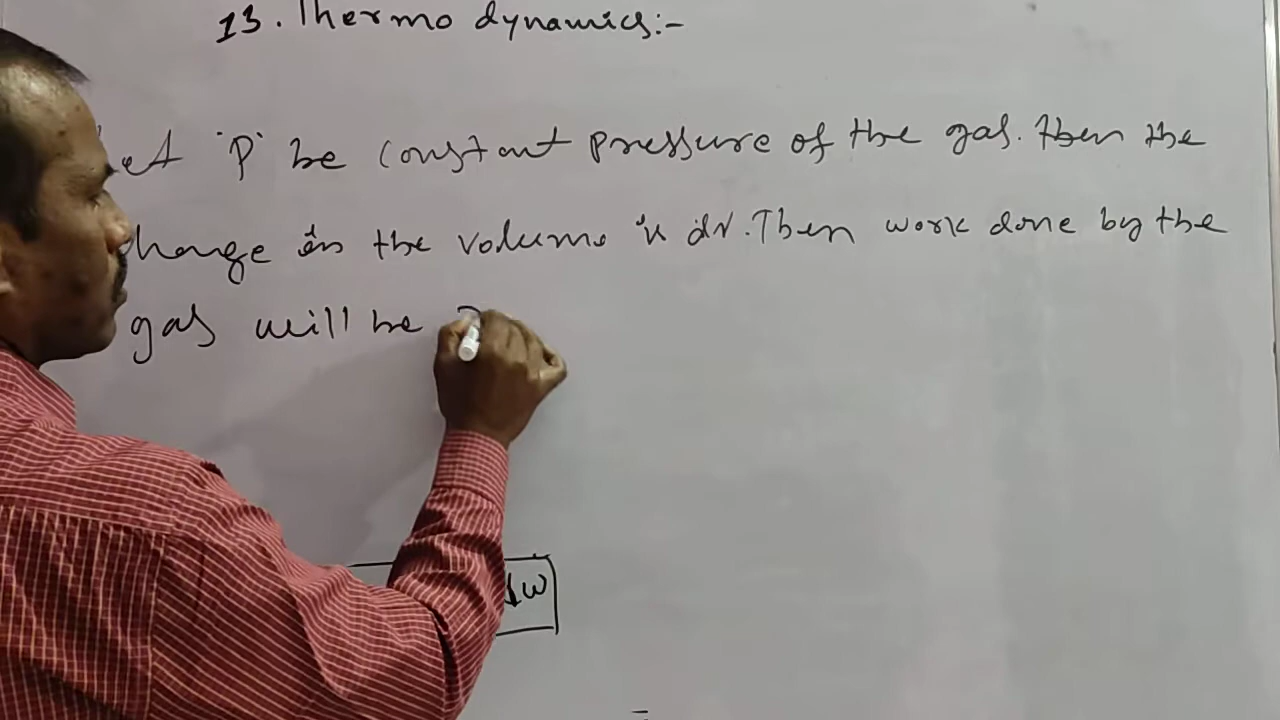 13. Thermo dynamics:-
et 'P' be constant pressure of the gas. then the
change in the volume is dv. Then work done by the
gas will be
dw